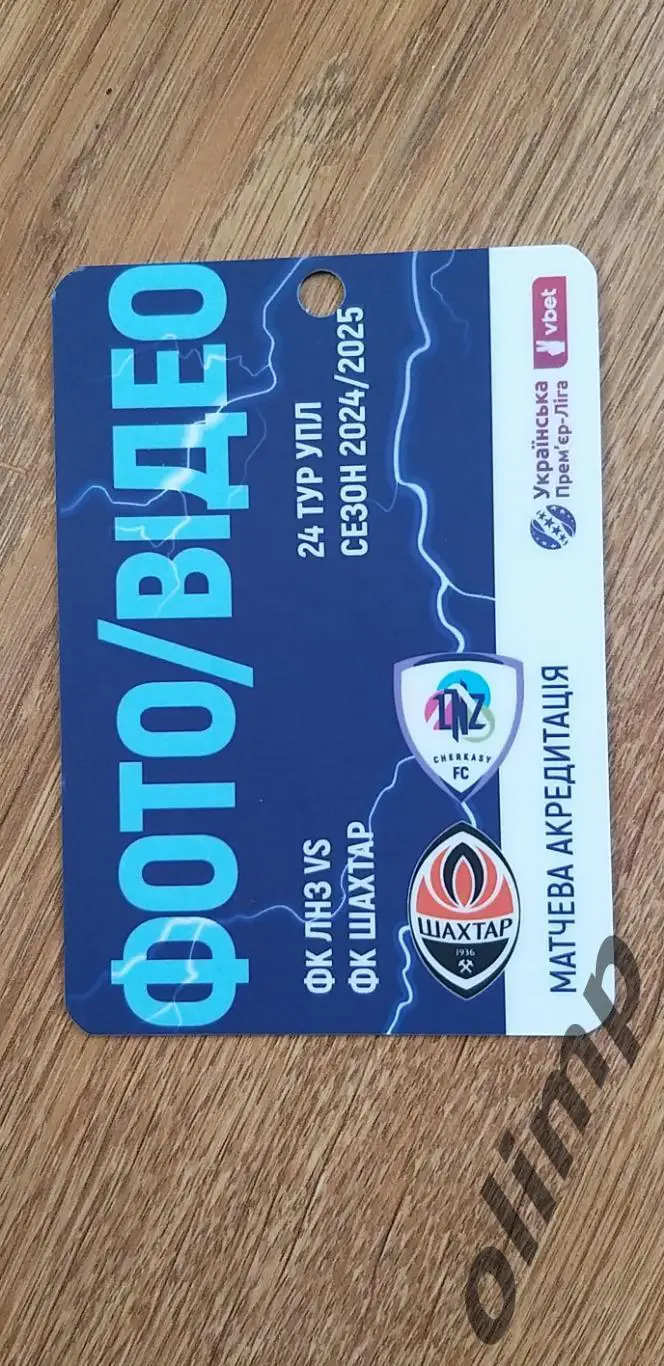 ФОТО/ВІДЕО
ФК ЛНЗ VS
ФК ШАХТАР
24 ТУР УПЛ
СЕЗОН 2024/2025
LNZ
CHERKASY
FC
ШАХТАР
1936
МАТЧЕВА АКРЕДИТАЦІЯ
Українська
Прем'єр-Ліга
vbet
olimp